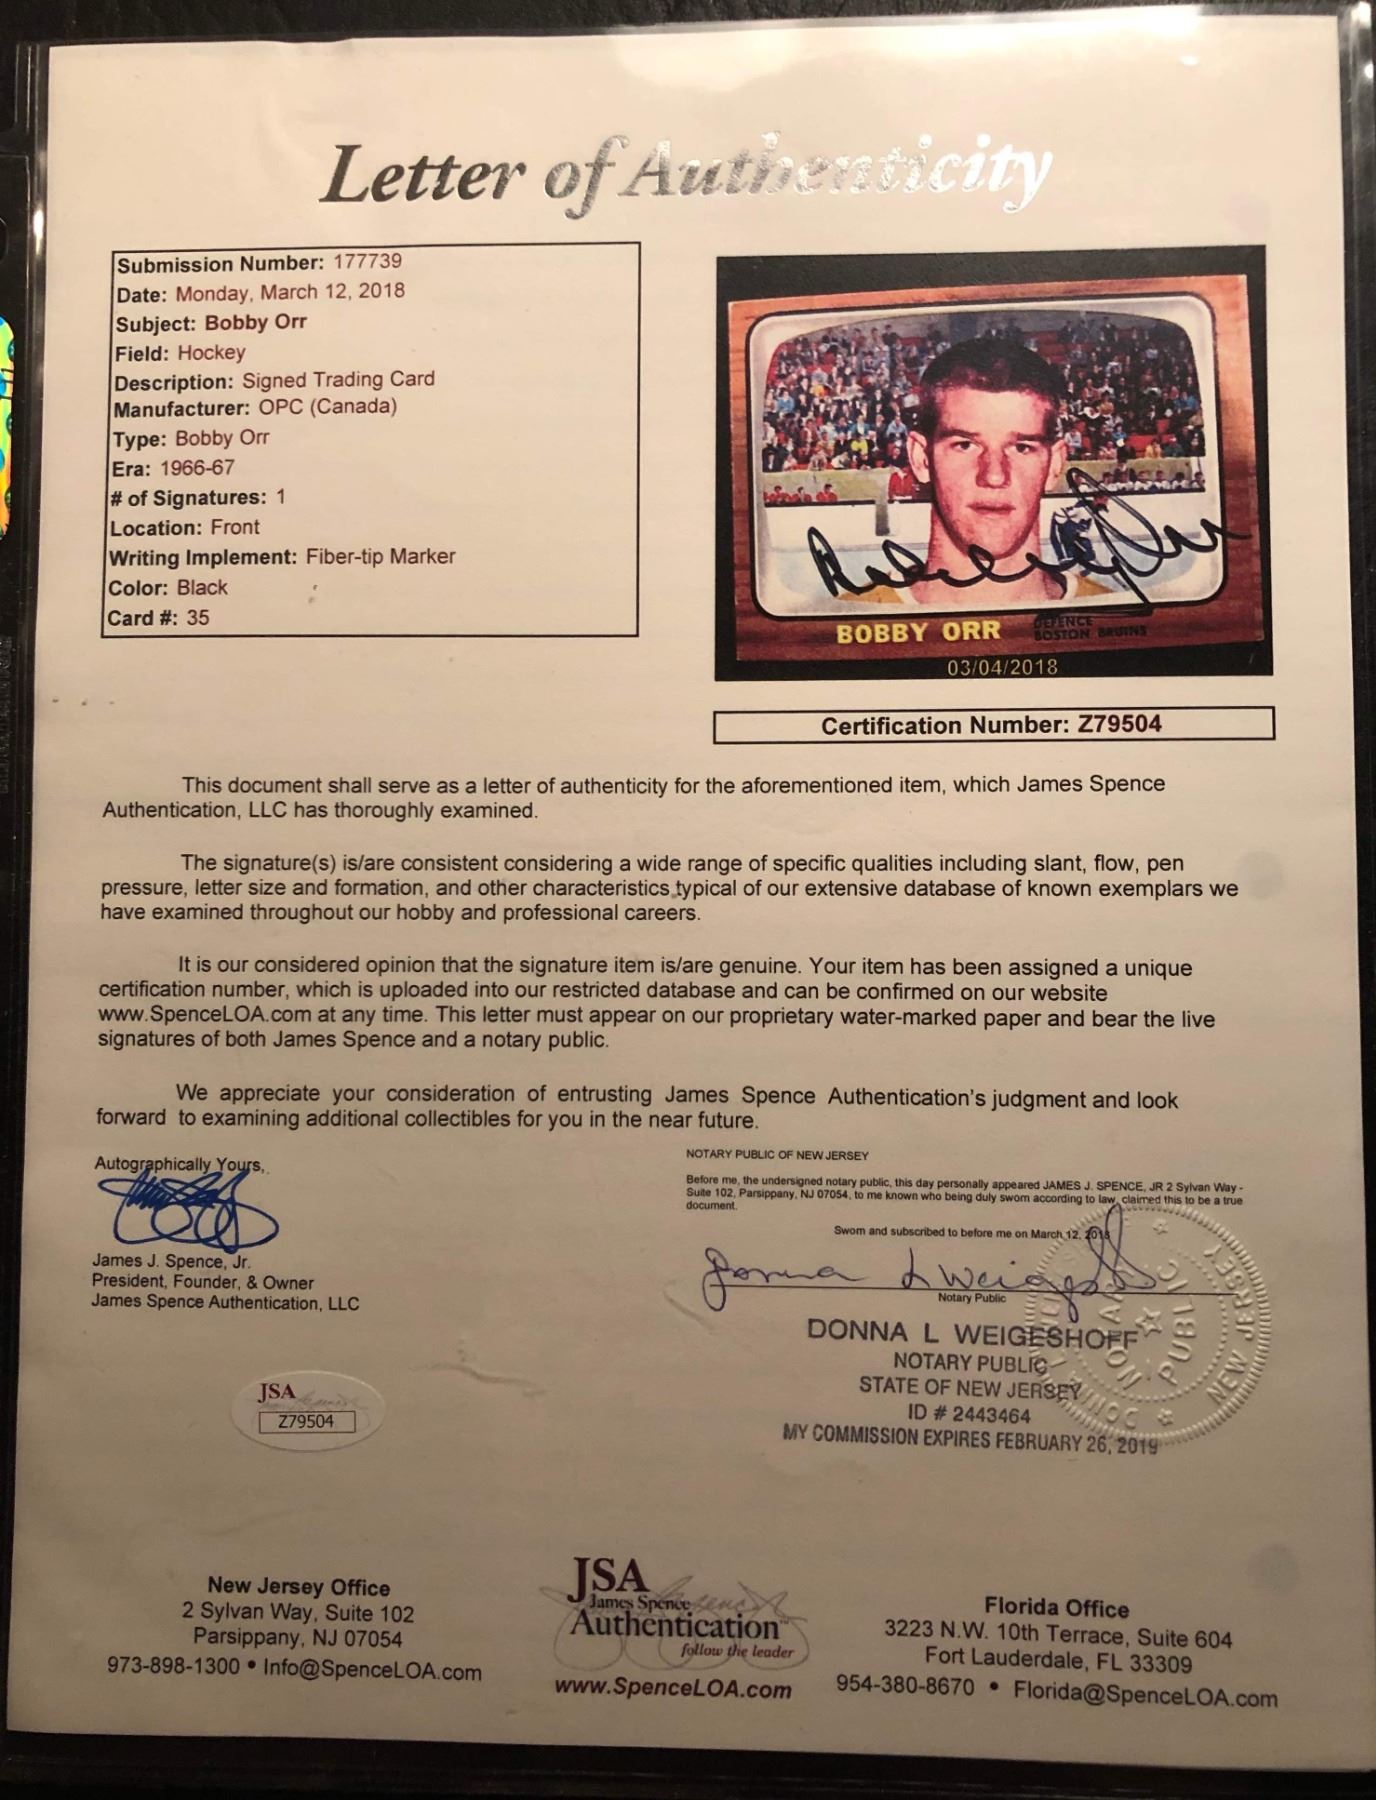 Letter of Authenticity
Submission Number: 177739
Date: Monday, March 12, 2018
Subject: Bobby Orr
Field: Hockey
Description: Signed Trading Card
Manufacturer: OPC (Canada)
Type: Bobby Orr
Era: 1966-67
# of Signatures: 1
Location: Front
Writing Implement: Fiber-tip Marker
Color: Black
Card #: 35
BOBBY ORR
DEFENCE
BOSTON BRUINS
03/04/2018
Certification Number: Z79504
This document shall serve as a letter of authenticity for the aforementioned item, which James Spence
Authentication, LLC has thoroughly examined.
The signature(s) is/are consistent considering a wide range of specific qualities including slant, flow, pen
pressure, letter size and formation, and other characteristics typical of our extensive database of known exemplars we
have examined throughout our hobby and professional careers.
It is our considered opinion that the signature item is/are genuine. Your item has been assigned a unique
certification number, which is uploaded into our restricted database and can be confirmed on our website
www.SpenceLOA.com at any time. This letter must appear on our proprietary water-marked paper and bear the live
signatures of both James Spence and a notary public.
We appreciate your consideration of entrusting James Spence Authentication's judgment and look
forward to examining additional collectibles for you in the near future.
Autographically Yours,
James J. Spence, Jr.
President, Founder, & Owner
James Spence Authentication, LLC
NOTARY PUBLIC OF NEW JERSEY
Before me, the undersigned notary public, this day personally appeared JAMES J. SPENCE, JR 2 Sylvan Way -
Suite 102, Parsippany, NJ 07054, to me known who being duly sworn according to law, claimed this to be a true
document.
Sworn and subscribed to before me on March 12, 2018
Donna L Weigeshoff
Notary Public
DONNA L WEIGESHOFF
NOTARY PUBLIC
STATE OF NEW JERSEY
ID # 2443464
MY COMMISSION EXPIRES FEBRUARY 26, 2019
NOTARY PUBLIC
NEW JERSEY
JSA
Z79504
New Jersey Office
2 Sylvan Way, Suite 102
Parsippany, NJ 07054
973-898-1300 • Info@SpenceLOA.com
JSA
James Spence
Authentication™
follow the leader
www.SpenceLOA.com
Florida Office
3223 N.W. 10th Terrace, Suite 604
Fort Lauderdale, FL 33309
954-380-8670 • Florida@SpenceLOA.com